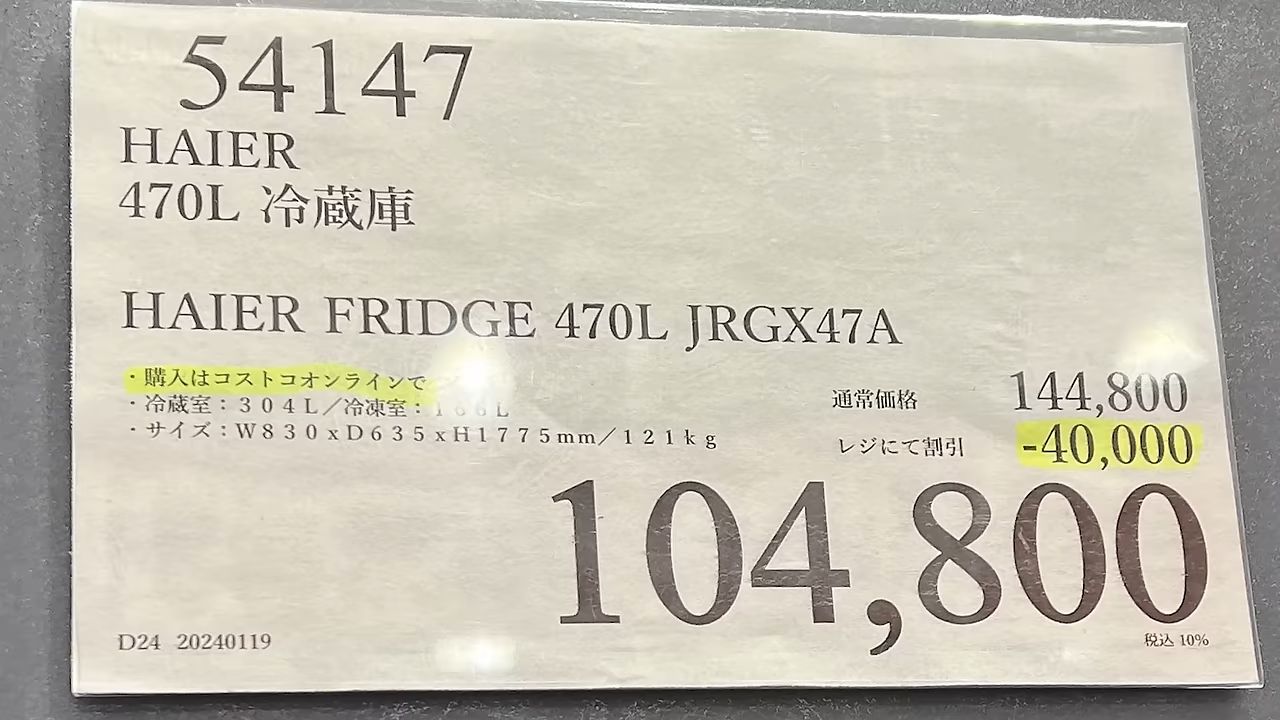 54147
HAIER
470L 冷蔵庫
HAIER FRIDGE 470L JRGX47A
・購入はコストコオンラインで
・冷蔵室：３０４Ｌ／冷凍室：
・サイズ：Ｗ８３０ｘＤ６３５ｘＨ１７７５mm／１２１ｋｇ
通常価格 144,800
レジにて割引 -40,000
104,800
税込 10%
D24 20240119